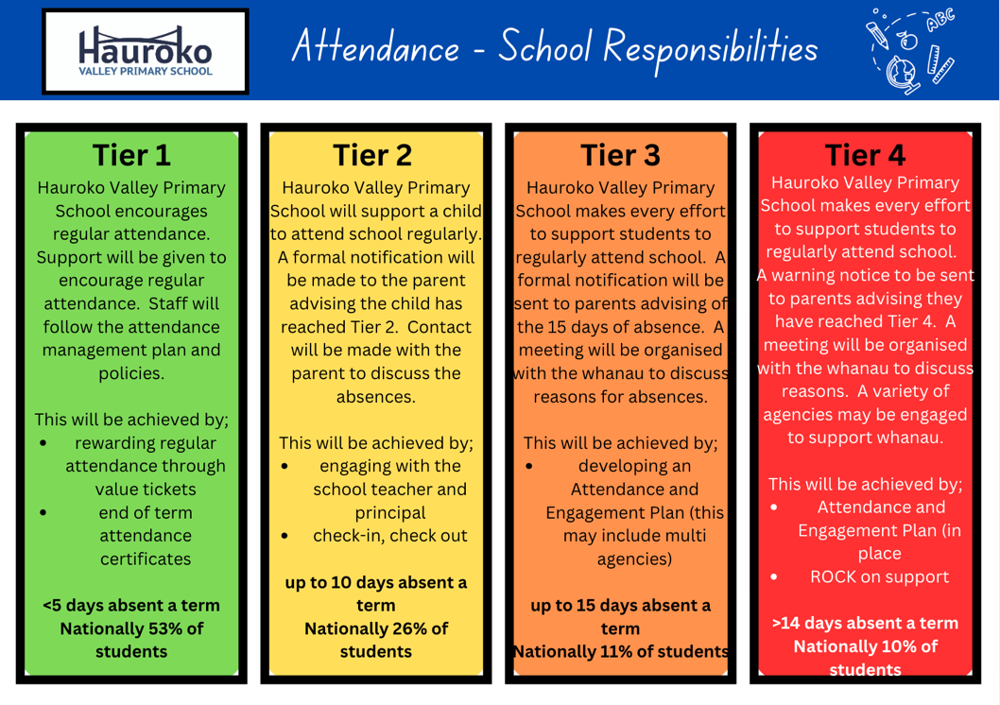 Hauroko
VALLEY PRIMARY SCHOOL
Attendance - School Responsibilities
ABC
Tier 1
Hauroko Valley Primary
School encourages
regular attendance.
Support will be given to
encourage regular
attendance.  Staff will
follow the attendance
management plan and
policies.
This will be achieved by;
• rewarding regular
attendance through
value tickets
• end of term
attendance
certificates
<5 days absent a term
Nationally 53% of
students
Tier 2
Hauroko Valley Primary
School will support a child
to attend school regularly.
A formal notification will
be made to the parent
advising the child has
reached Tier 2.  Contact
will be made with the
parent to discuss the
absences.
This will be achieved by;
• engaging with the
school teacher and
principal
• check-in, check out
up to 10 days absent a
term
Nationally 26% of
students
Tier 3
Hauroko Valley Primary
School makes every effort
to support students to
regularly attend school.  A
formal notification will be
sent to parents advising of
the 15 days of absence.  A
meeting will be organised
with the whanau to discuss
reasons for absences.
This will be achieved by;
• developing an
Attendance and
Engagement Plan (this
may include multi
agencies)
up to 15 days absent a
term
Nationally 11% of students
Tier 4
Hauroko Valley Primary
School makes every effort
to support students to
regularly attend school.
A warning notice to be sent
to parents advising they
have reached Tier 4.  A
meeting will be organised
with the whanau to discuss
reasons.  A variety of
agencies may be engaged
to support whanau.
This will be achieved by;
• Attendance and
Engagement Plan (in
place
• ROCK on support
>14 days absent a term
Nationally 10% of
students